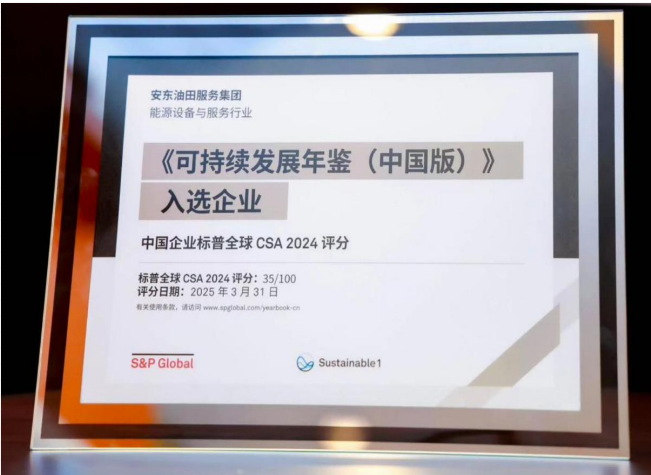 安东油田服务集团
能源设备与服务行业
《可持续发展年鉴（中国版）》
入选企业
中国企业标普全球 CSA 2024 评分
标普全球 CSA 2024 评分：35/100
评分日期：2025 年 3 月 31 日
有关使用条款，请访问 www.spglobal.com/yearbook-cn
S&P Global
Sustainable1